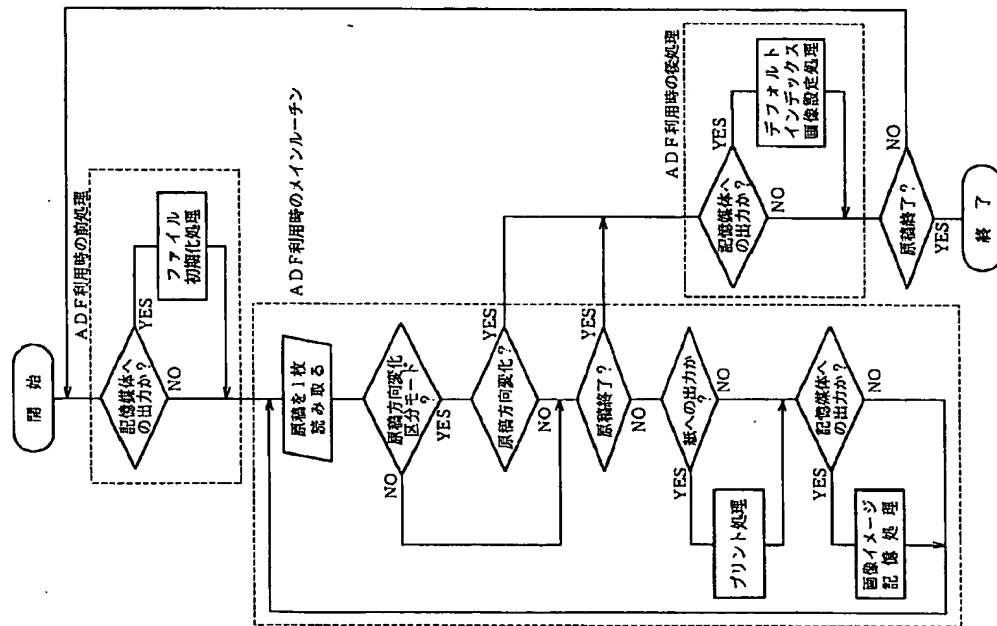 開始
ADF利用時の前処理
記憶媒体へ
の出力か?
YES
ファイル
初期化処理
NO
ADF利用時のメインルーチン
原稿を1枚
読み取る
原稿方向変化
区分モード
?
NO
YES
原稿方向変化?
YES
NO
原稿終了?
YES
NO
紙への出力か
?
YES
NO
プリント処理
記憶媒体へ
の出力か?
YES
NO
画像イメージ
記憶処理
ADF利用時の後処理
記憶媒体へ
の出力か?
YES
デフォルト
インデックス
画像設定処理
NO
原稿終了?
NO
YES
終了